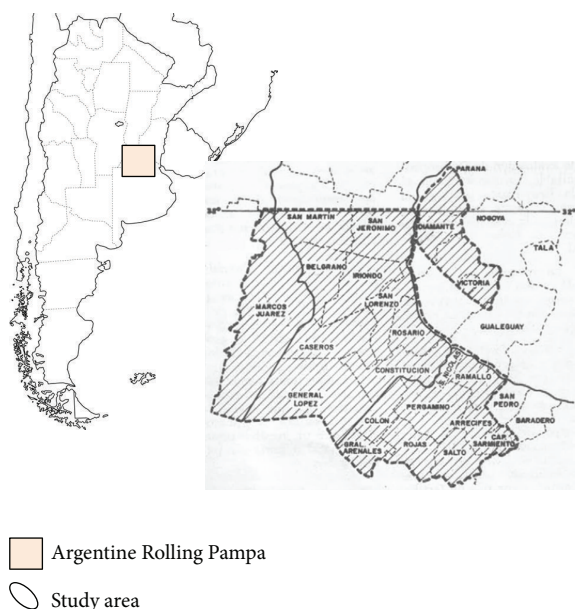 PARANA
32°
32°
SAN MARTIN
SAN
JERONIMO
DIAMANTE
NOGOYA
TALA
BELGRANO
IRIONDO
VICTORIA
SAN
LORENZO
MARCOS
JUAREZ
GUALEGUAY
ROSARIO
CASEROS
CONSTITUCION
RAMALLO
GENERAL
LOPEZ
SAN
PEDRO
PERGAMINO
COLON
ARRECIFES
BARADERO
GRAL.
ARENALES
ROJAS
SALTO
CAP.
SARMIENTO
Argentine Rolling Pampa
Study area